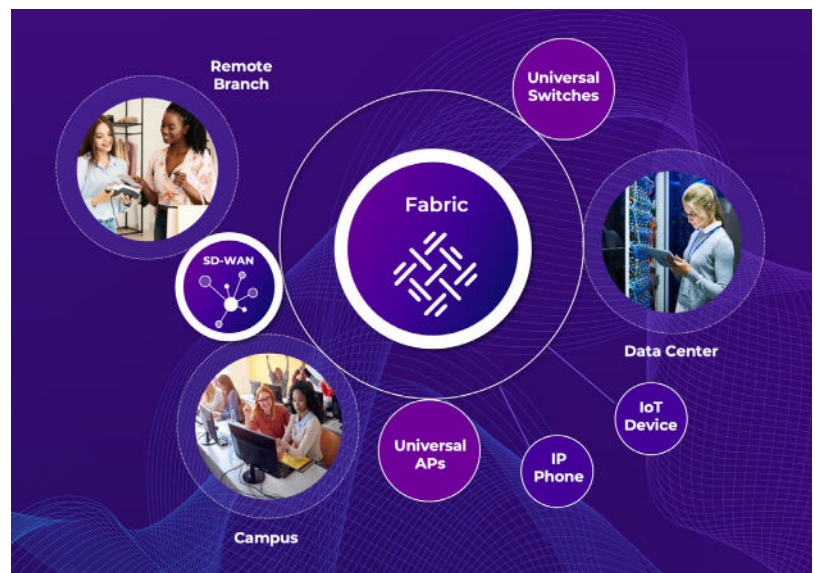 Remote
Branch
Universal
Switches
Fabric
SD-WAN
Data Center
IoT
Device
Universal
APs
IP
Phone
Campus